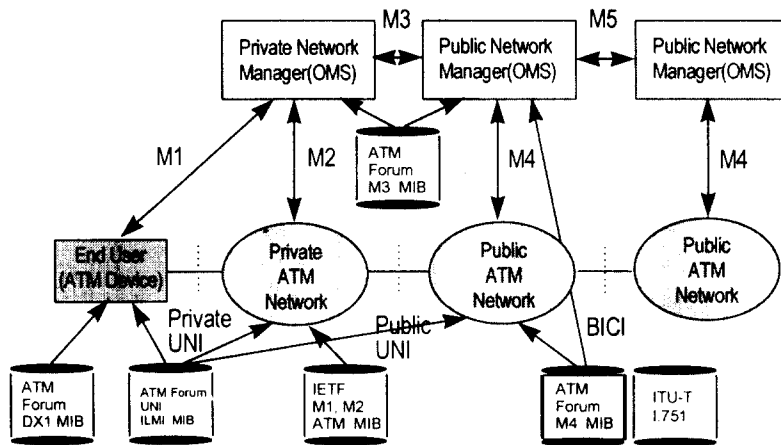 M3
M5
Private Network
Manager(OMS)
Public Network
Manager(OMS)
Public Network
Manager(OMS)
M1
M2
ATM
Forum
M3 MIB
M4
M4
End User
(ATM Device)
Private
ATM
Network
Public
ATM
Network
Public
ATM
Network
Private
UNI
Public
UNI
BICI
ATM
Forum
DX1 MIB
ATM Forum
UNI
ILMI MIB
IETF
M1, M2
ATM MIB
ATM
Forum
M4 MIB
ITU-T
I.751